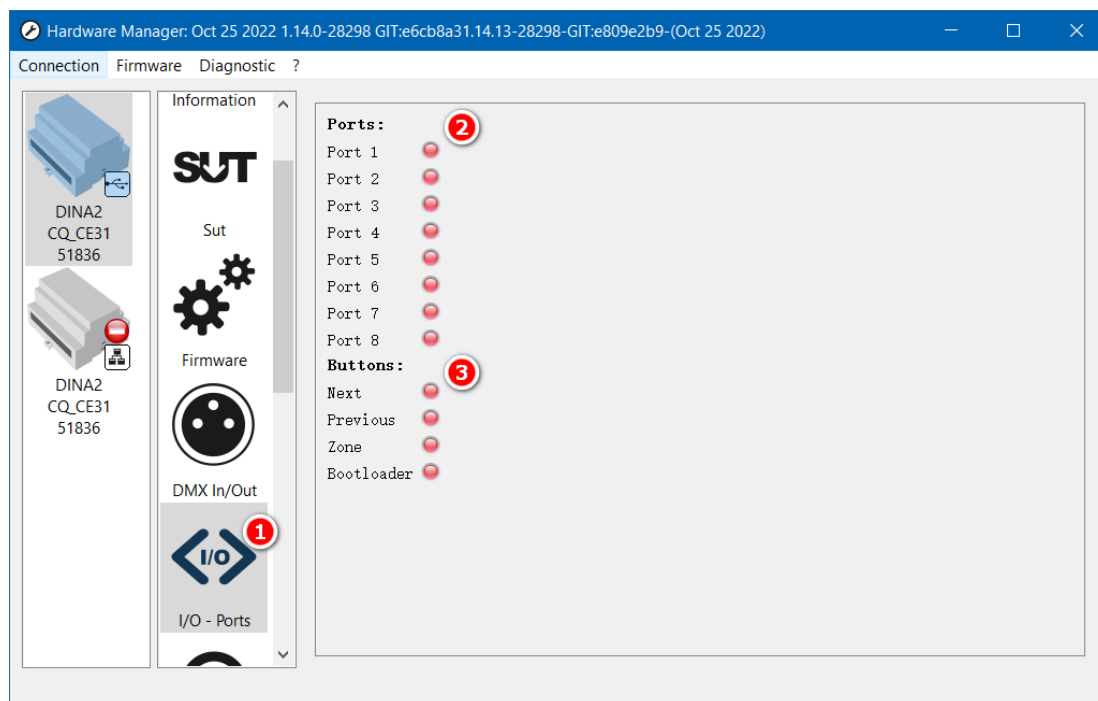 Hardware Manager: Oct 25 2022 1.14.0-28298 GIT:e6cb8a31.14.13-28298-GIT:e809e2b9-(Oct 25 2022)
Connection Firmware Diagnostic ?
DINA2
CQ_CE31
51836
DINA2
CQ_CE31
51836
Information
SUT
Sut
Firmware
DMX In/Out
1
I/O
I/O - Ports
Ports: 2
Port 1
Port 2
Port 3
Port 4
Port 5
Port 6
Port 7
Port 8
Buttons: 3
Next
Previous
Zone
Bootloader